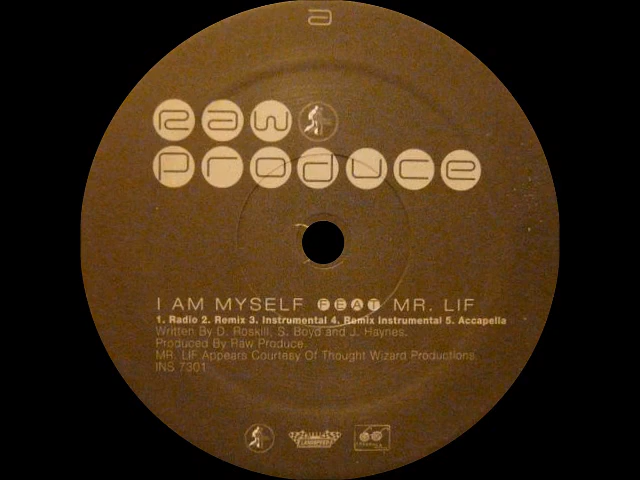 a
raw
produce
I AM MYSELF FEAT MR. LIF
1. Radio 2. Remix 3. Instrumental 4. Remix Instrumental 5. Accapella
Written By D. Roskill, S. Boyd and J. Haynes.
Produced By Raw Produce.
MR. LIF Appears Courtesy Of Thought Wizard Productions.
INS 7301